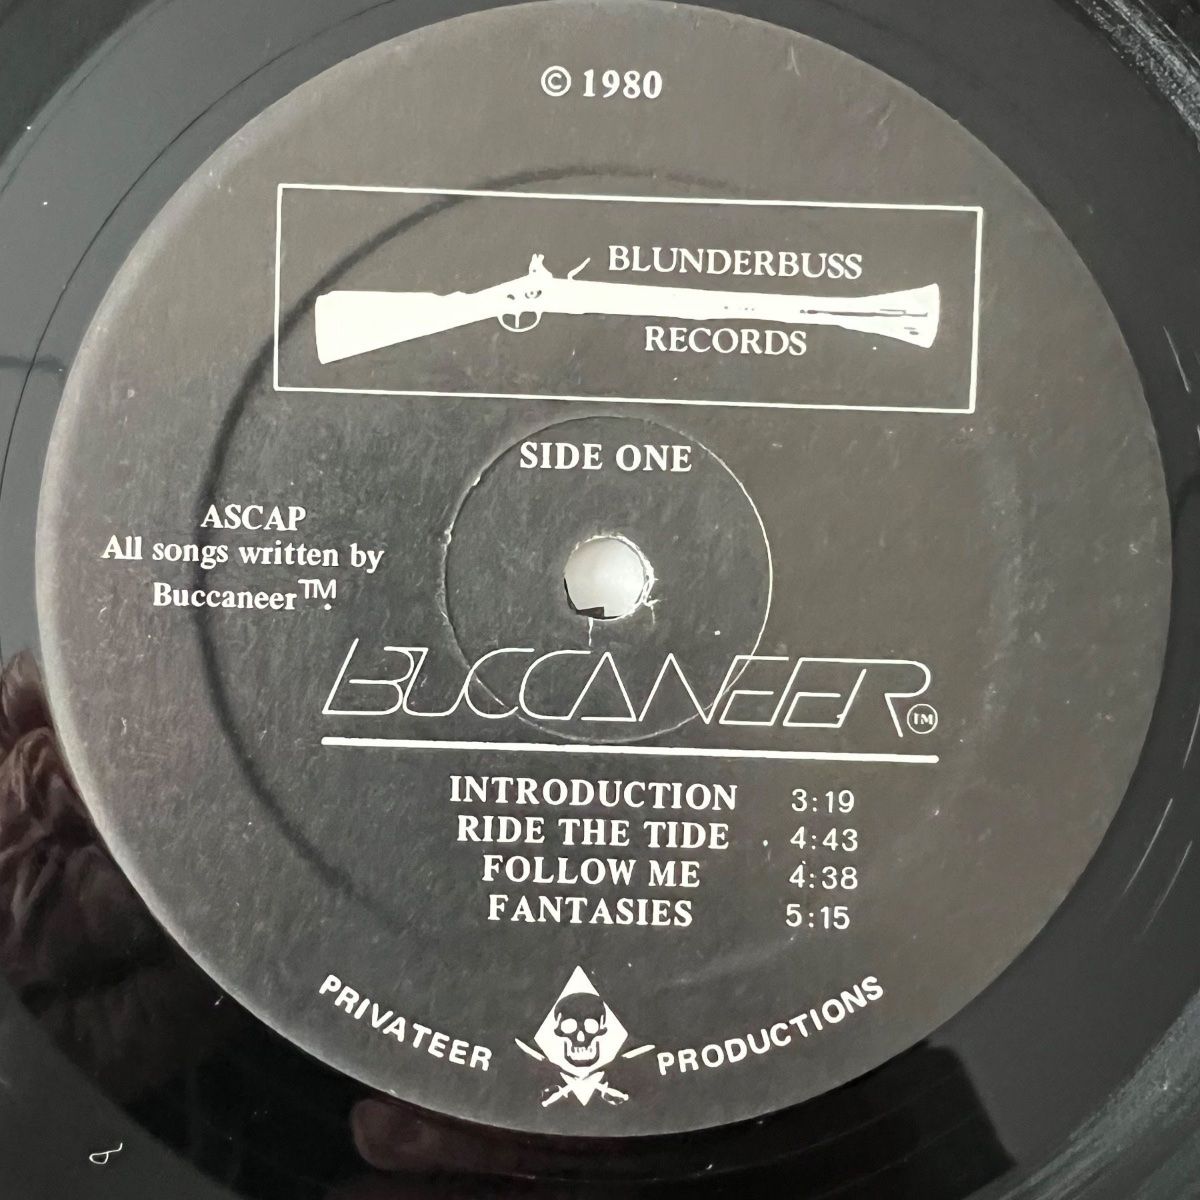 © 1980
BLUNDERBUSS
RECORDS
SIDE ONE
ASCAP
All songs written by
Buccaneer™.
BUCCANEER™
INTRODUCTION 3:19
RIDE THE TIDE 4:43
FOLLOW ME 4:38
FANTASIES 5:15
PRIVATEER PRODUCTIONS